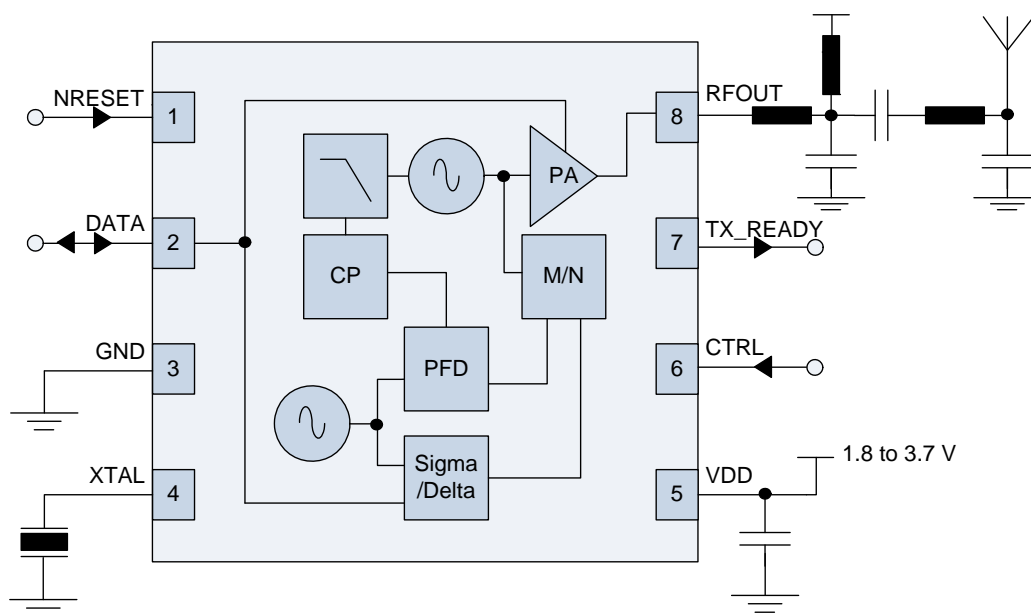 NRESET
1
DATA
2
GND
3
XTAL
4
PA
CP
M/N
PFD
Sigma
/Delta
8
RFOUT
7
TX_READY
6
CTRL
5
VDD
1.8 to 3.7 V